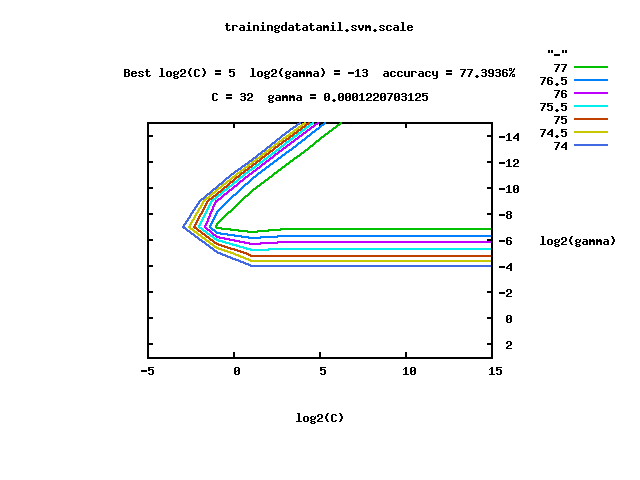 trainingdatatamil.svm.scale
Best log2(C) = 5  log2(gamma) = -13  accuracy = 77.3936%
C = 32  gamma = 0.0001220703125
"-"
77
76.5
76
75.5
75
74.5
74
-14
-12
-10
-8
-6
-4
-2
0
2
log2(gamma)
-5 0 5 10 15
log2(C)